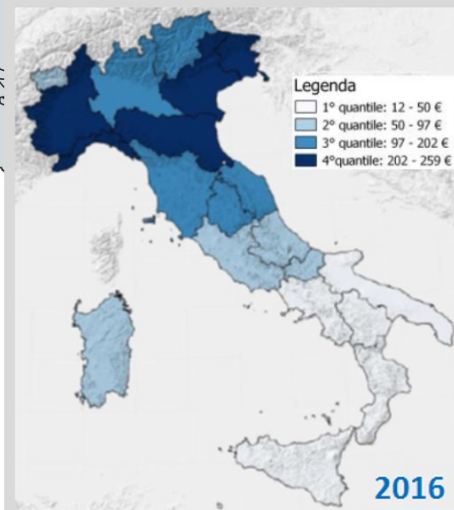 Legenda
1° quantile: 12 - 50 €
2° quantile: 50 - 97 €
3° quantile: 97 - 202 €
4°quantile: 202 - 259 €
2016